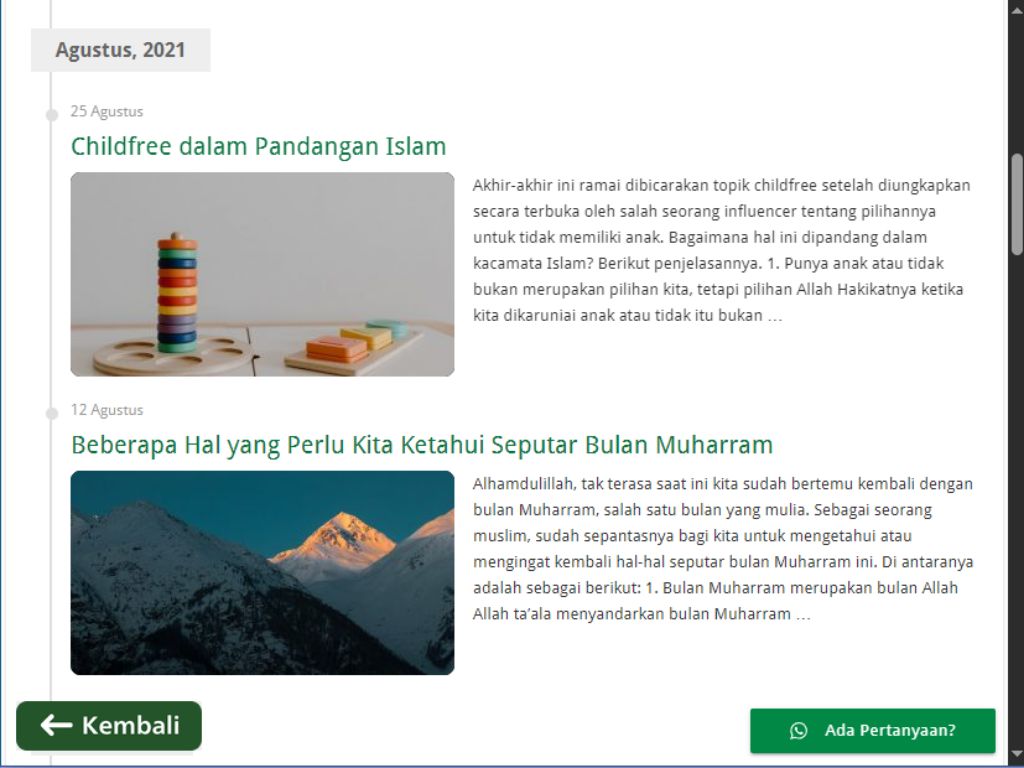 Agustus, 2021
25 Agustus
Childfree dalam Pandangan Islam
Akhir-akhir ini ramai dibicarakan topik childfree setelah diungkapkan
secara terbuka oleh salah seorang influencer tentang pilihannya
untuk tidak memiliki anak. Bagaimana hal ini dipandang dalam
kacamata Islam? Berikut penjelasannya. 1. Punya anak atau tidak
bukan merupakan pilihan kita, tetapi pilihan Allah Hakikatnya ketika
kita dikaruniai anak atau tidak itu bukan …
12 Agustus
Beberapa Hal yang Perlu Kita Ketahui Seputar Bulan Muharram
Alhamdulillah, tak terasa saat ini kita sudah bertemu kembali dengan
bulan Muharram, salah satu bulan yang mulia. Sebagai seorang
muslim, sudah sepantasnya bagi kita untuk mengetahui atau
mengingat kembali hal-hal seputar bulan Muharram ini. Di antaranya
adalah sebagai berikut: 1. Bulan Muharram merupakan bulan Allah
Allah ta’ala menyandarkan bulan Muharram …
Kembali
Ada Pertanyaan?